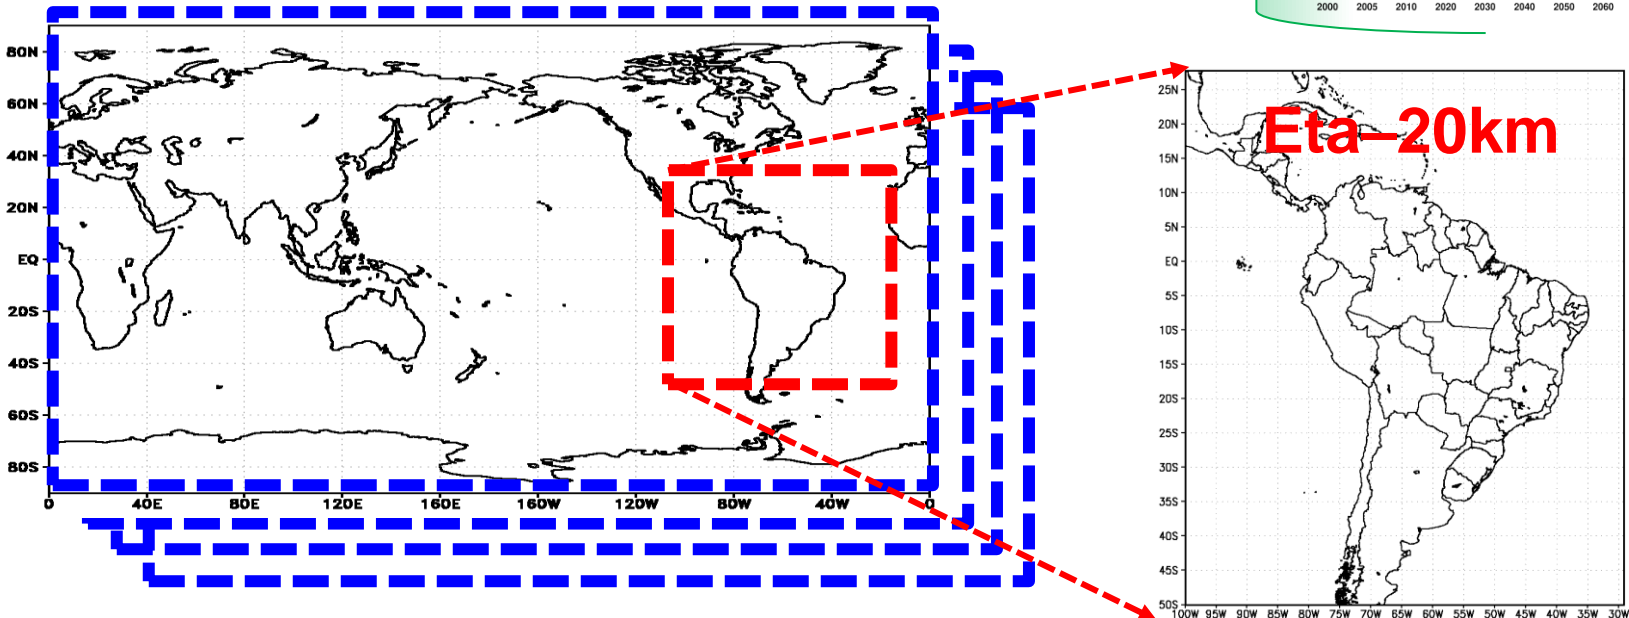 2000 2005 2010 2020 2030 2040 2050 2060
80N
60N
40N
20N
EQ
20S
40S
60S
80S
0 40E 80E 120E 160E 160W 120W 80W 40W 0
Eta–20km
25N
20N
15N
10N
5N
EQ
5S
10S
15S
20S
25S
30S
35S
40S
45S
50S
100W 95W 90W 85W 80W 75W 70W 65W 60W 55W 50W 45W 40W 35W 30W